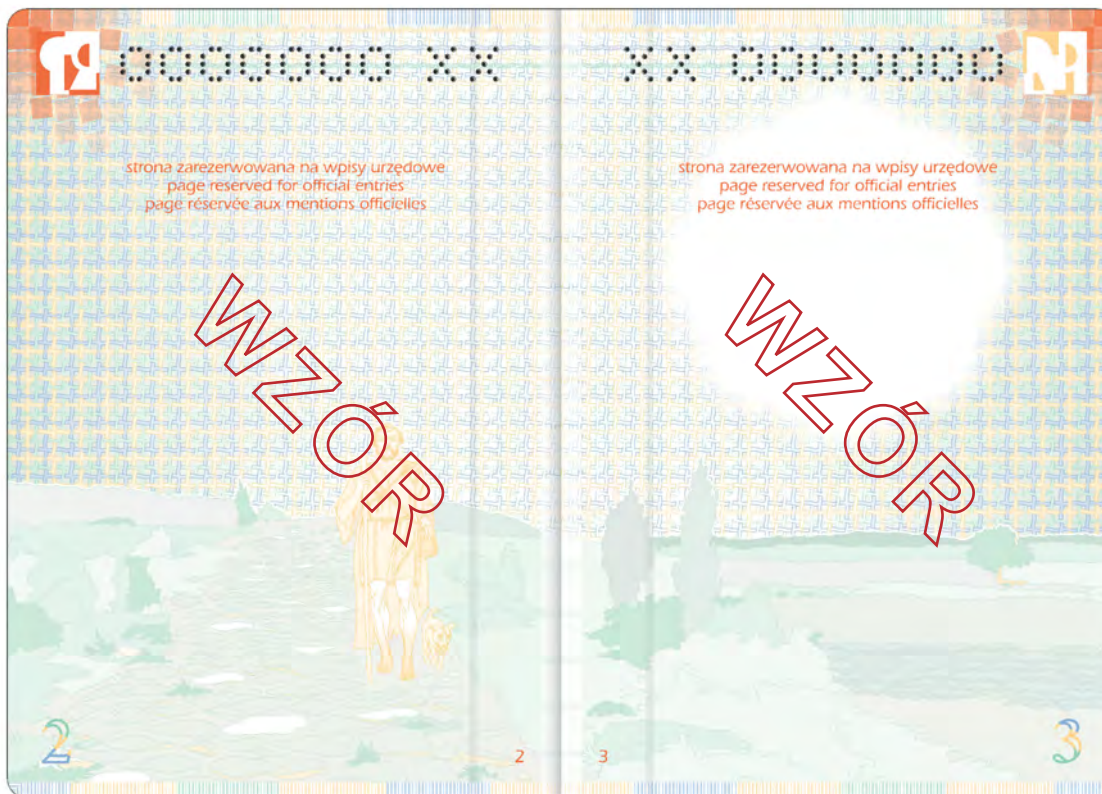 0000000 XX
strona zarezerwowana na wpisy urzędowe
page reserved for official entries
page réservée aux mentions officielles
WZÓR
2
2
XX 0000000
strona zarezerwowana na wpisy urzędowe
page reserved for official entries
page réservée aux mentions officielles
WZÓR
3
3